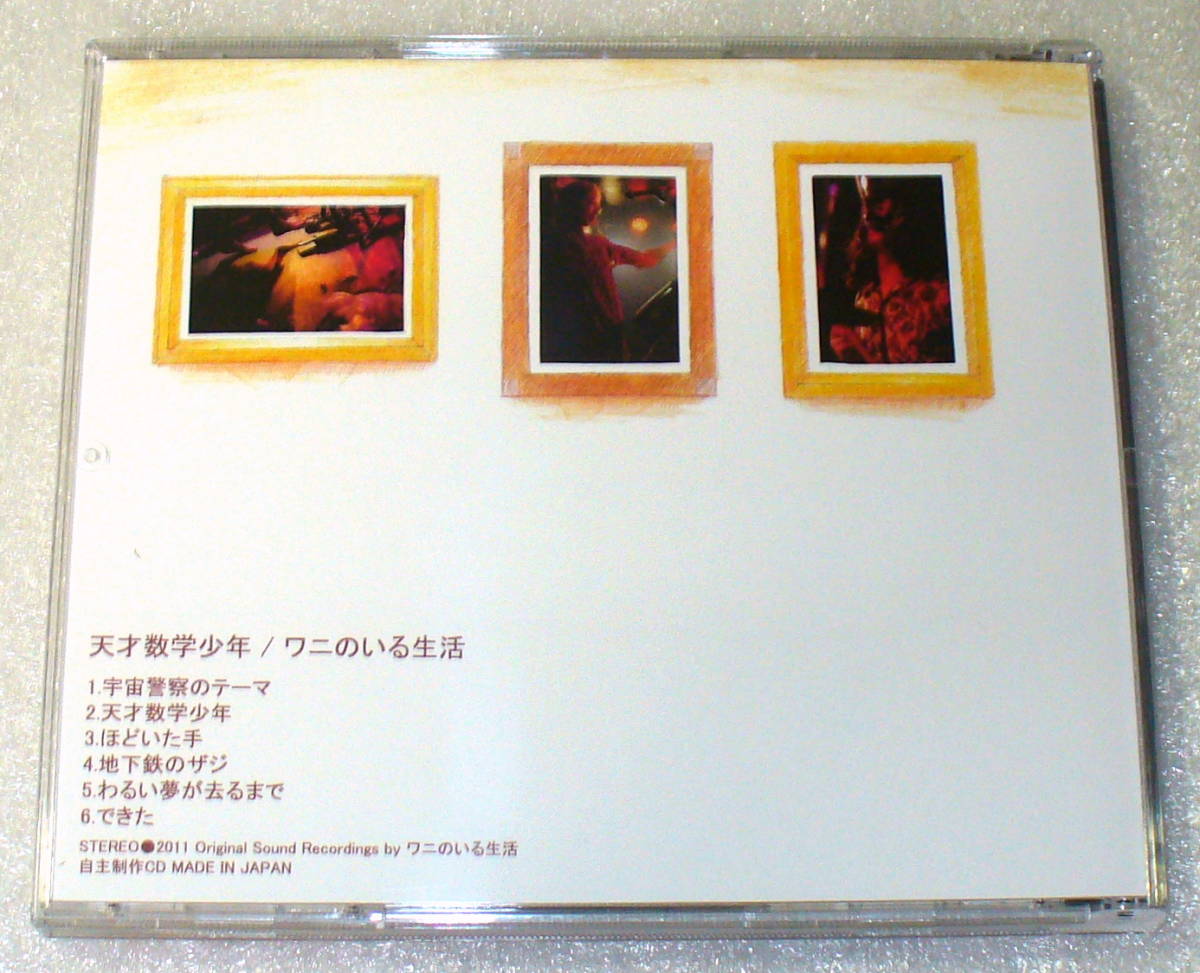 天才数学少年 / ワニのいる生活
1.宇宙警察のテーマ
2.天才数学少年
3.ほどいた手
4.地下鉄のザジ
5.わるい夢が去るまで
6.できた
STEREO●2011 Original Sound Recordings by ワニのいる生活
自主制作CD MADE IN JAPAN